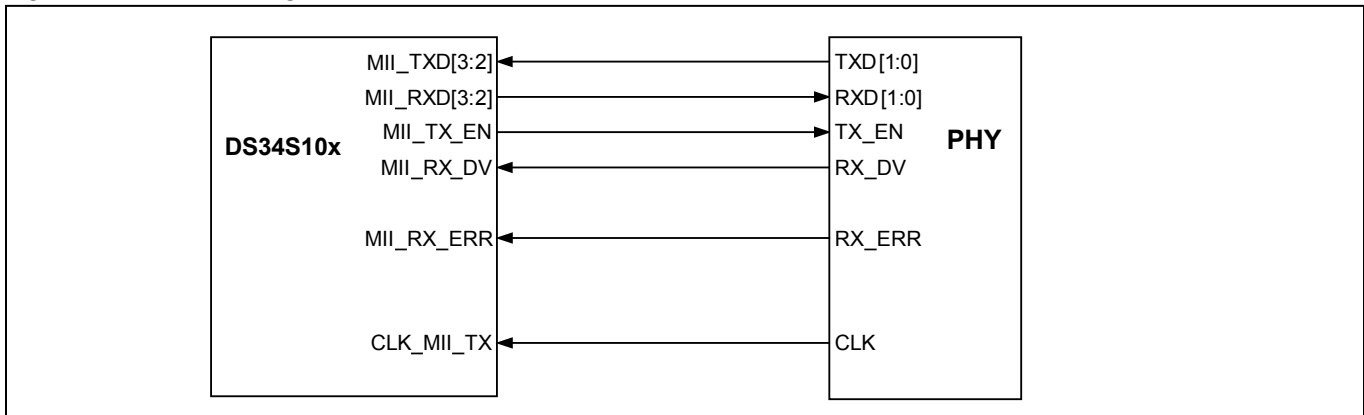 MII_TXD[3:2] TXD[1:0]
MII_RXD[3:2] RXD[1:0]
MII_TX_EN TX_EN
DS34S10x PHY
MII_RX_DV RX_DV
MII_RX_ERR RX_ERR
CLK_MII_TX CLK